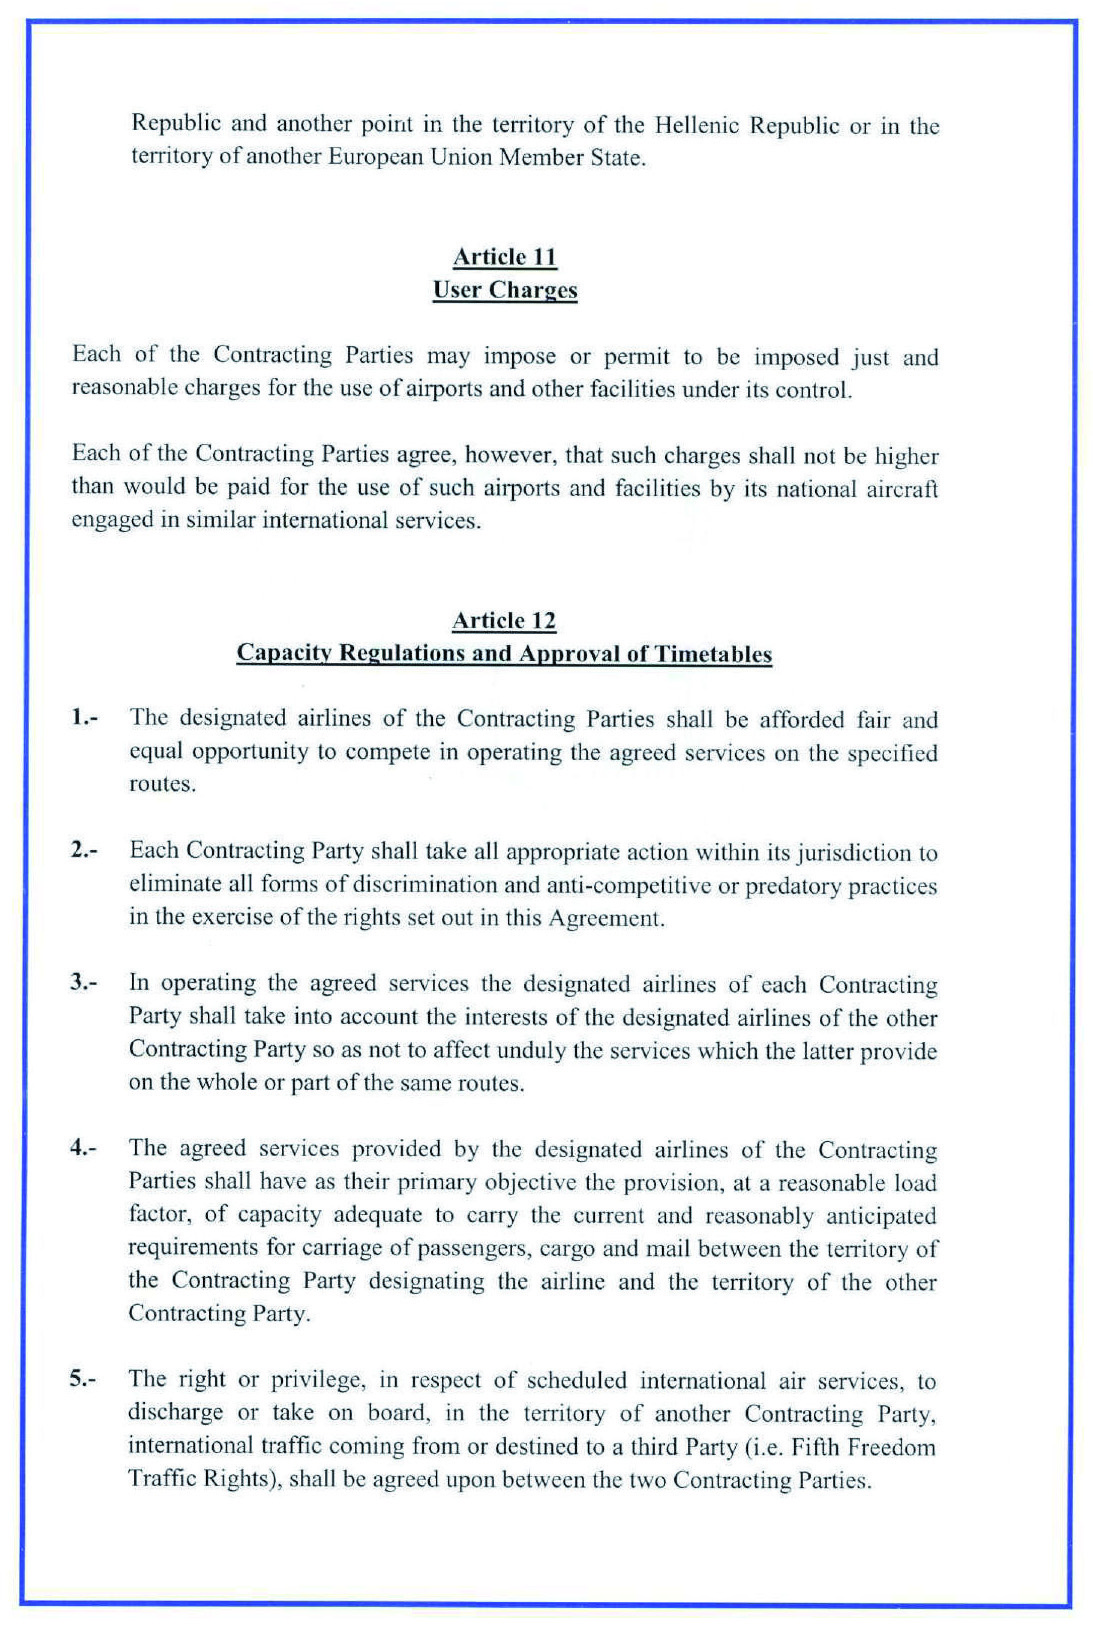 Republic and another point in the territory of the Hellenic Republic or in the
territory of another European Union Member State.
Article 11
User Charges
Each of the Contracting Parties may impose or permit to be imposed just and
reasonable charges for the use of airports and other facilities under its control.
Each of the Contracting Parties agree, however, that such charges shall not be higher
than would be paid for the use of such airports and facilities by its national aircraft
engaged in similar international services.
Article 12
Capacity Regulations and Approval of Timetables
1.- The designated airlines of the Contracting Parties shall be afforded fair and
equal opportunity to compete in operating the agreed services on the specified
routes.
2.- Each Contracting Party shall take all appropriate action within its jurisdiction to
eliminate all forms of discrimination and anti-competitive or predatory practices
in the exercise of the rights set out in this Agreement.
3.- In operating the agreed services the designated airlines of each Contracting
Party shall take into account the interests of the designated airlines of the other
Contracting Party so as not to affect unduly the services which the latter provide
on the whole or part of the same routes.
4.- The agreed services provided by the designated airlines of the Contracting
Parties shall have as their primary objective the provision, at a reasonable load
factor, of capacity adequate to carry the current and reasonably anticipated
requirements for carriage of passengers, cargo and mail between the territory of
the Contracting Party designating the airline and the territory of the other
Contracting Party.
5.- The right or privilege, in respect of scheduled international air services, to
discharge or take on board, in the territory of another Contracting Party,
international traffic coming from or destined to a third Party (i.e. Fifth Freedom
Traffic Rights), shall be agreed upon between the two Contracting Parties.